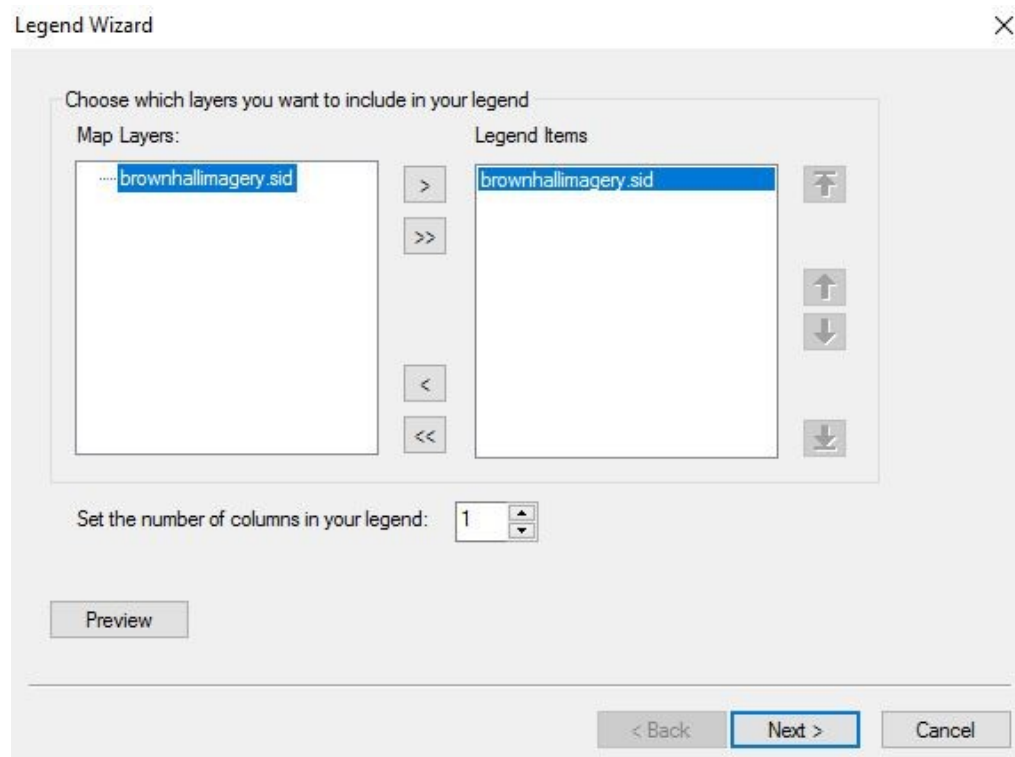 Legend Wizard
Choose which layers you want to include in your legend
Map Layers:
Legend Items
brownhallimagery.sid
brownhallimagery.sid
>
>>
<
<<
Set the number of columns in your legend: 1
Preview
< Back Next > Cancel